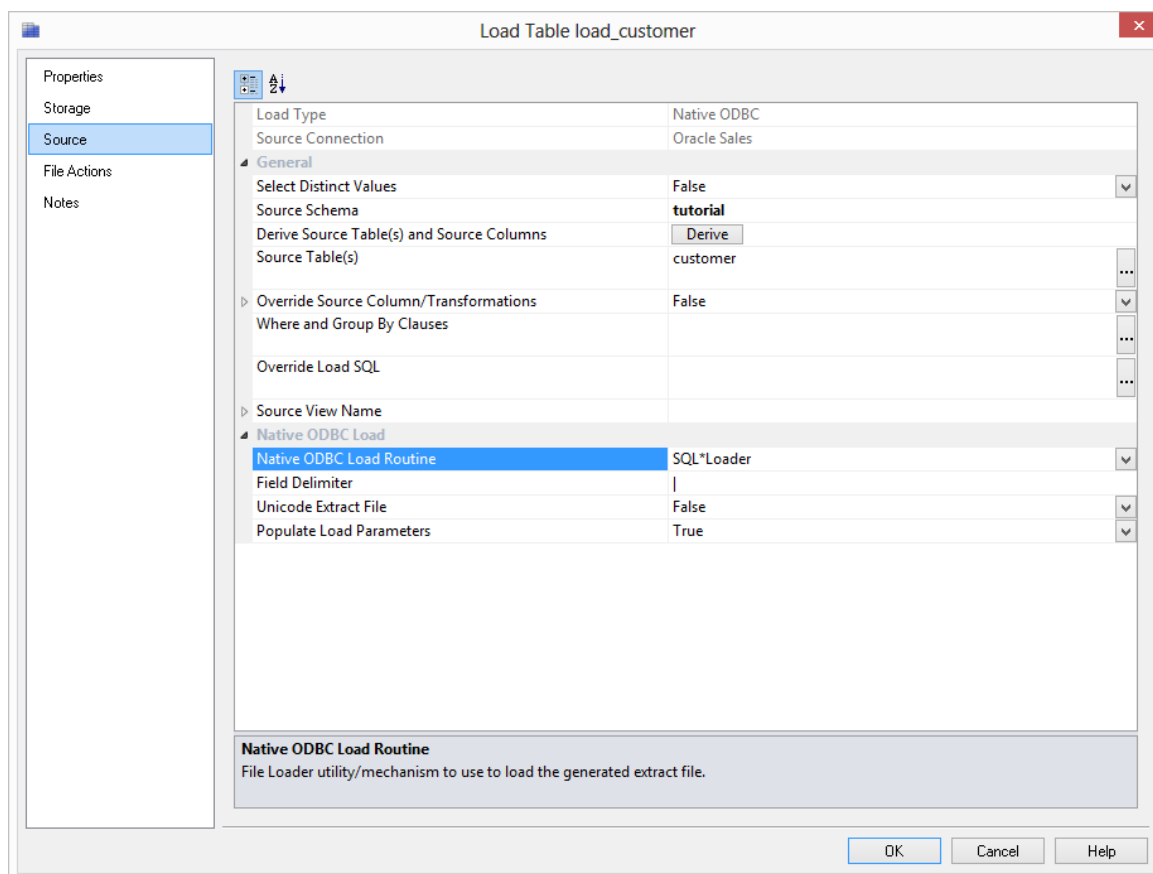 Load Table load_customer
Properties
Storage
Source
File Actions
Notes
Load Type Native ODBC
Source Connection Oracle Sales
General
Select Distinct Values False
Source Schema tutorial
Derive Source Table(s) and Source Columns Derive
Source Table(s) customer
...
Override Source Column/Transformations False
Where and Group By Clauses
...
Override Load SQL
...
Source View Name
Native ODBC Load
Native ODBC Load Routine SQL*Loader
Field Delimiter |
Unicode Extract File False
Populate Load Parameters True
Native ODBC Load Routine
File Loader utility/mechanism to use to load the generated extract file.
OK Cancel Help